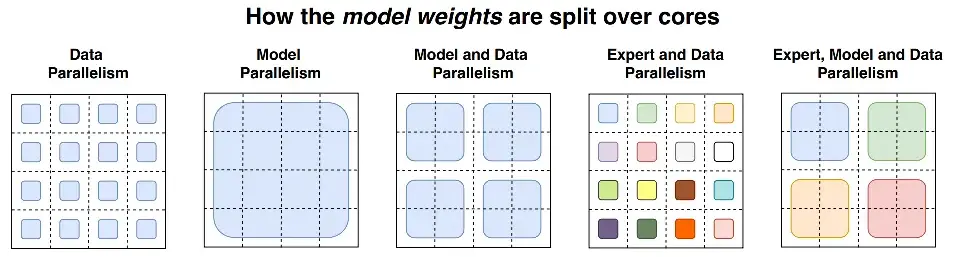 How the model weights are split over cores
Data
Parallelism
Model
Parallelism
Model and Data
Parallelism
Expert and Data
Parallelism
Expert, Model and Data
Parallelism